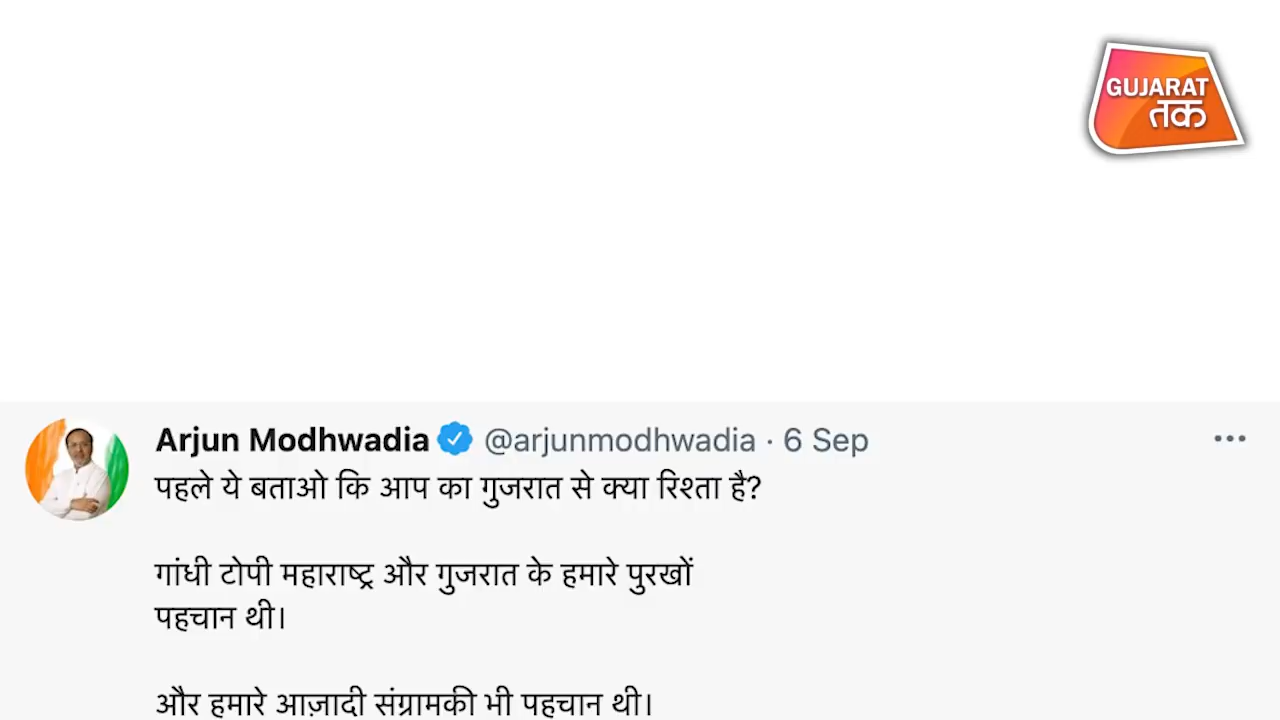 GUJARAT
तक
Arjun Modhwadia @arjunmodhwadia · 6 Sep
पहले ये बताओ कि आप का गुजरात से क्या रिश्ता है?
गांधी टोपी महाराष्ट्र और गुजरात के हमारे पुरखों
पहचान थी।
और हमारे आज़ादी संग्रामकी भी पहचान थी।